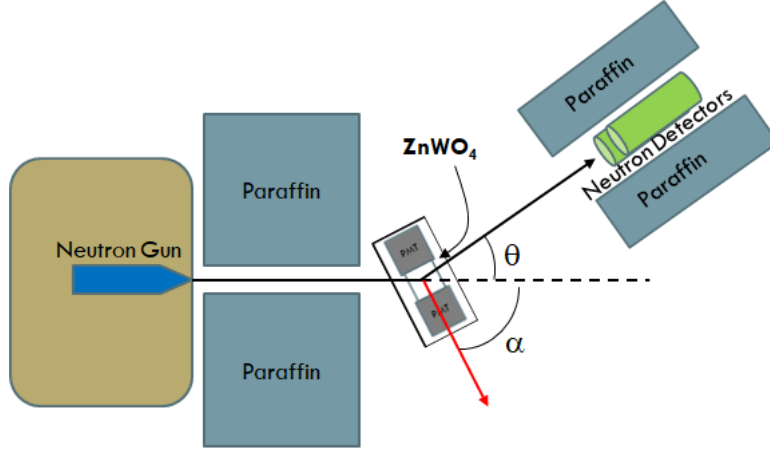 Paraffin
Neutron Detectors
Paraffin
ZnWO₄
Paraffin
Neutron Gun
PMT
θ
PMT
α
Paraffin